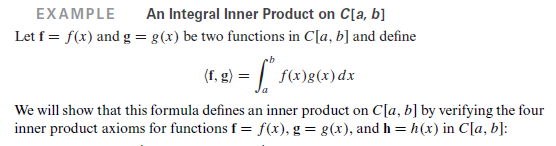 EXAMPLE An Integral Inner Product on C[a, b]
Let f = f(x) and g = g(x) be two functions in C[a, b] and define
⟨f, g⟩ = ∫ₐᵇ f(x)g(x) dx
We will show that this formula defines an inner product on C[a, b] by verifying the four
inner product axioms for functions f = f(x), g = g(x), and h = h(x) in C[a, b]: